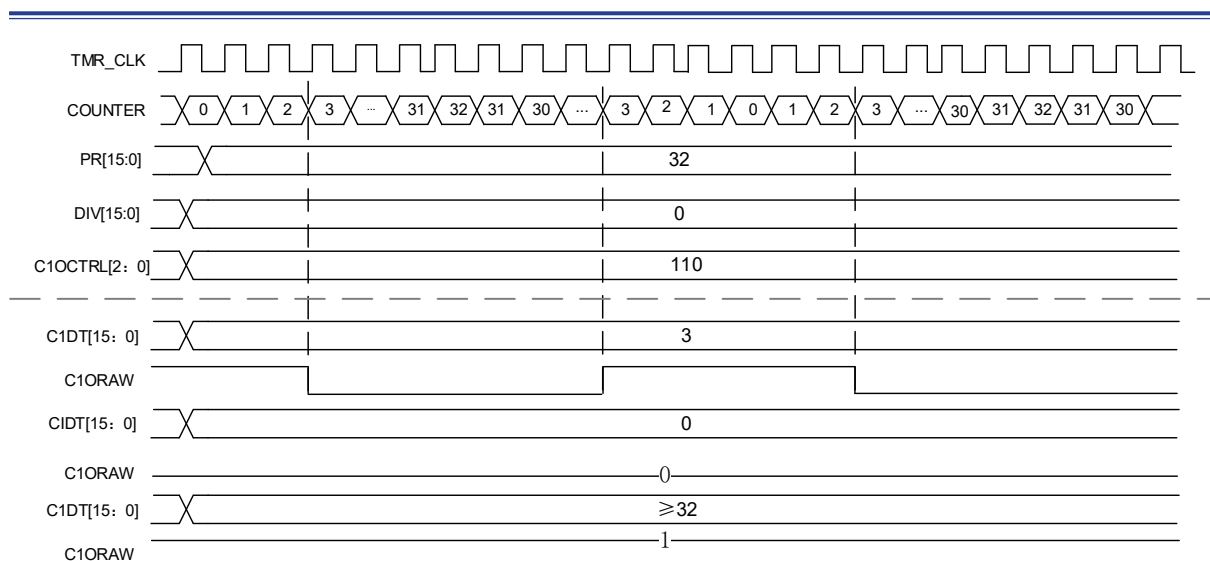 TMR_CLK
COUNTER 0 1 2 3 ... 31 32 31 30 ... 3 2 1 0 1 2 3 ... 30 31 32 31 30
PR[15:0] 32
DIV[15:0] 0
C1OCTRL[2：0] 110
C1DT[15：0] 3
C1ORAW
CIDT[15：0] 0
C1ORAW 0
C1DT[15：0] ≥32
C1ORAW 1